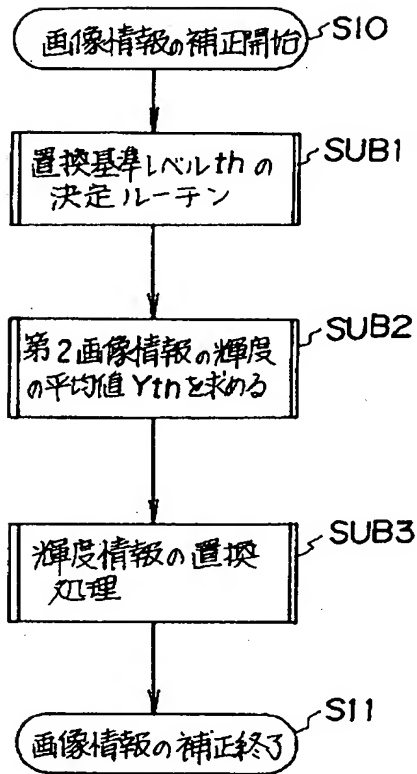 画像情報の補正開始
S10
置換基準レベルthの
決定ルーチン
SUB1
第2画像情報の輝度
の平均値Ythを求める
SUB2
輝度情報の置換
処理
SUB3
画像情報の補正終了
S11